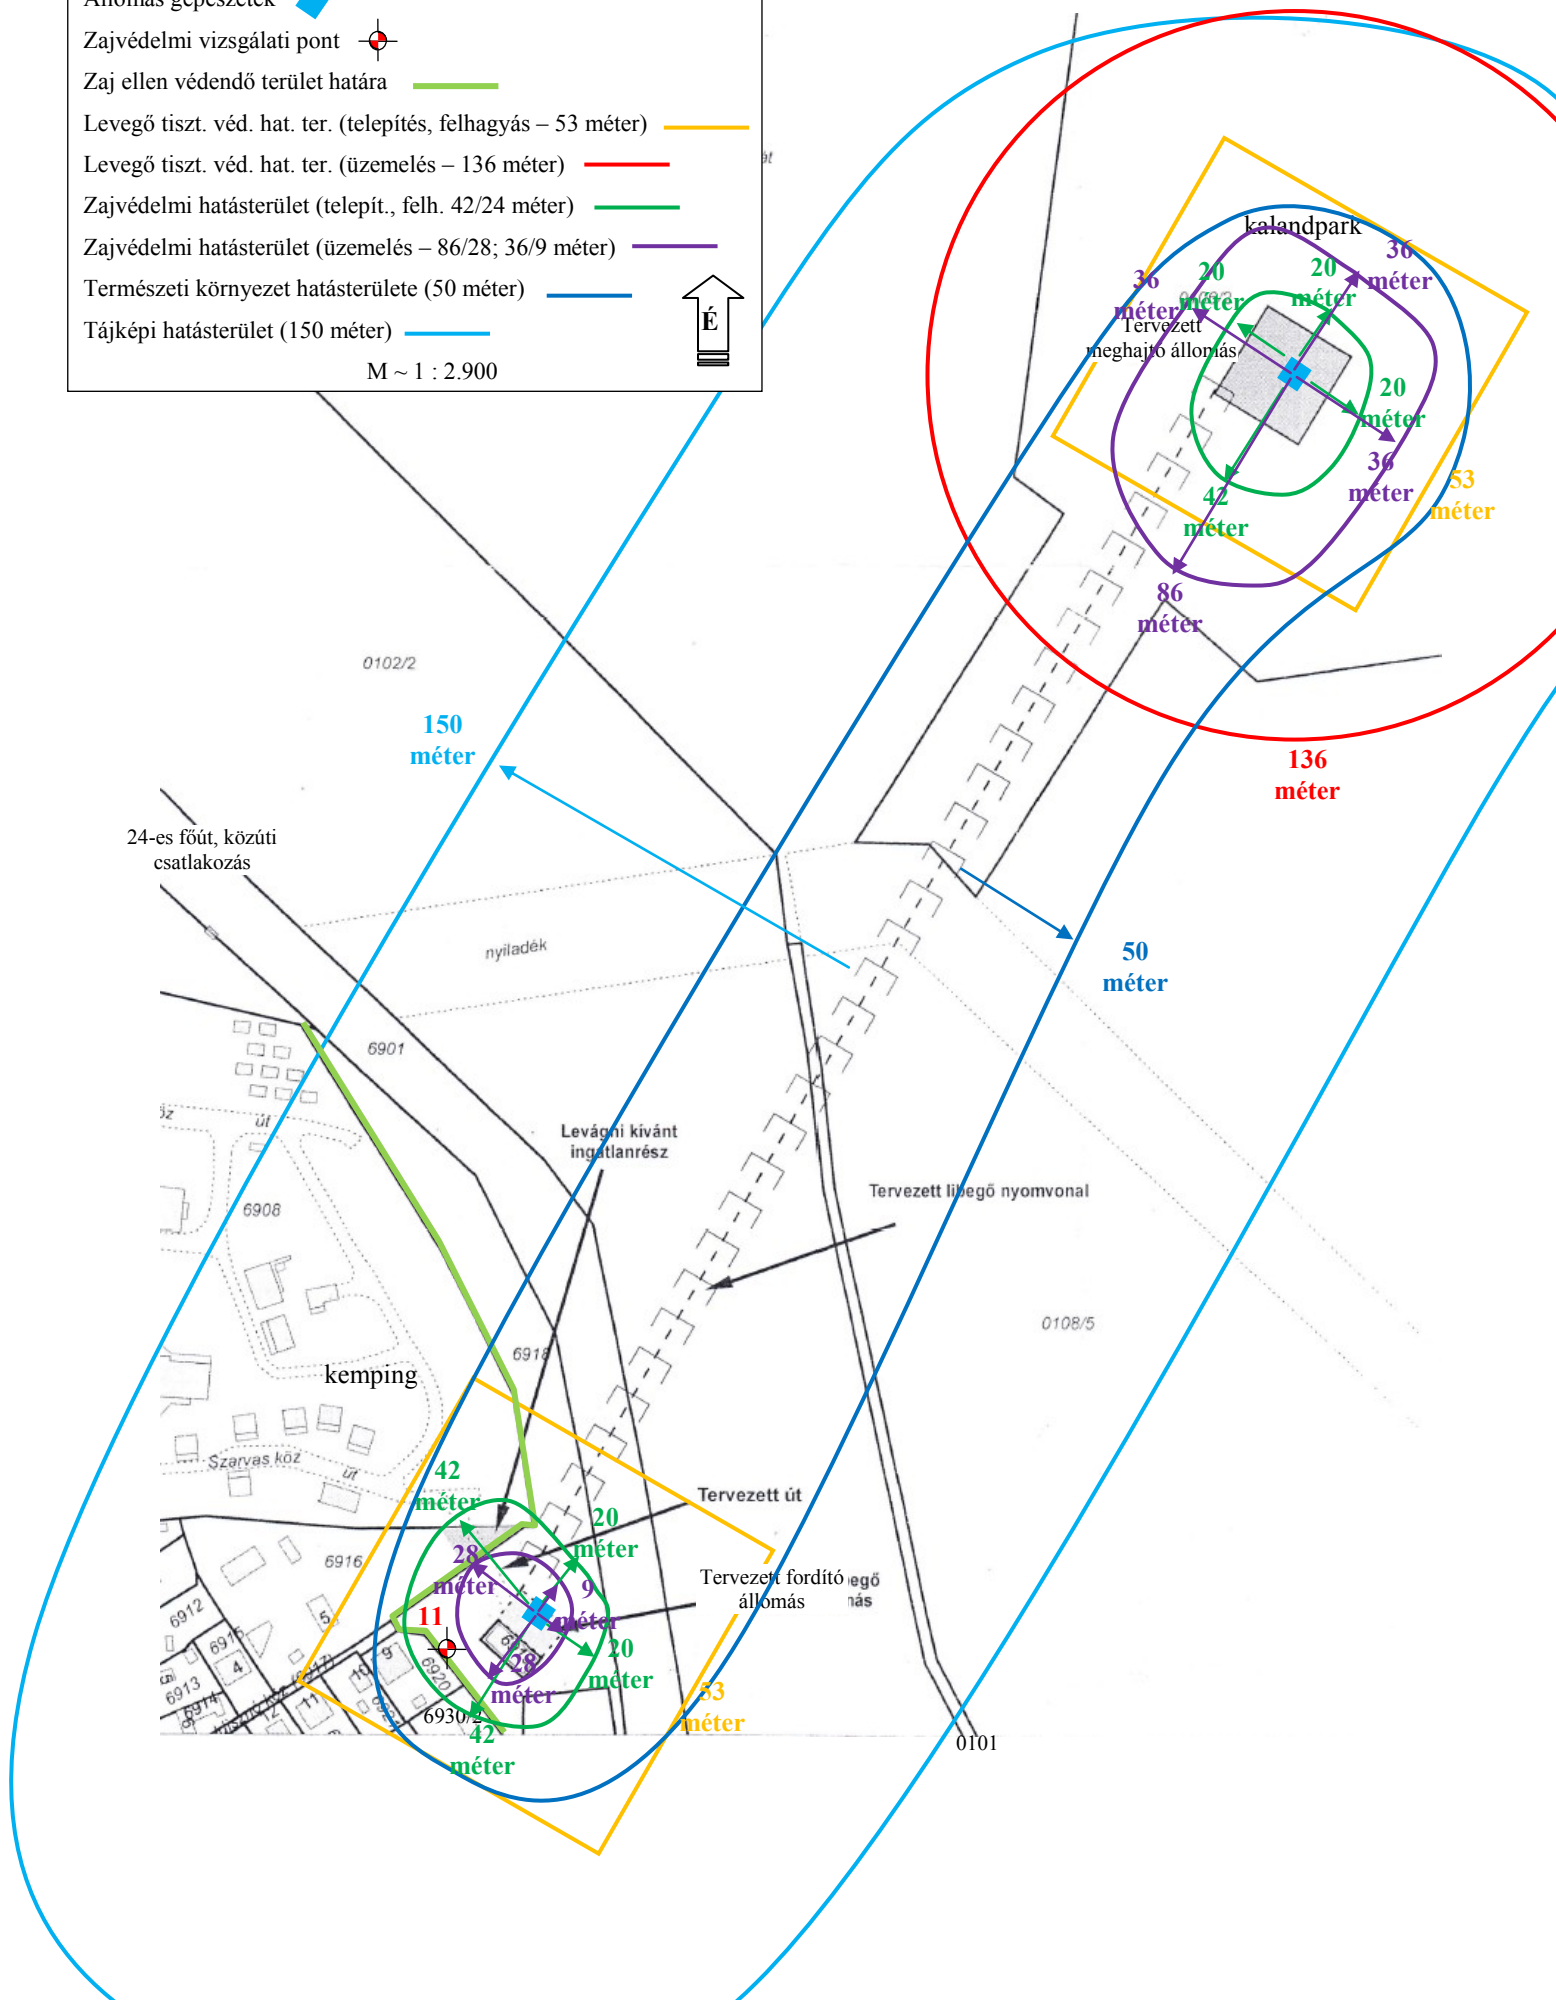 Állomás gépészetek
Zajvédelmi vizsgálati pont
Zaj ellen védendő terület határa
Levegő tiszt. véd. hat. ter. (telepítés, felhagyás – 53 méter)
Levegő tiszt. véd. hat. ter. (üzemelés – 136 méter)
Zajvédelmi hatásterület (telepít., felh. 42/24 méter)
Zajvédelmi hatásterület (üzemelés – 86/28; 36/9 méter)
Természeti környezet hatásterülete (50 méter)
Tájképi hatásterület (150 méter)
É
M ~ 1 : 2.900
kalandpark
36
méter
20
méter
20
méter
36
méter
Tervezett
meghajtó állomás
20
méter
36
méter
42
méter
53
méter
86
méter
136
méter
0102/2
150
méter
24-es főút, közúti
csatlakozás
nyiladék
50
méter
6901
út
Levágni kívánt
ingatlanrész
Tervezett libegő nyomvonal
6908
0108/5
6918
kemping
Szarvas köz
út
42
méter
20
méter
Tervezett út
28
méter
9
méter
Tervezett fordító
állomás
6916
6912
6915
6913
6914
5
4
11
10
9
11
6920
28
méter
20
méter
53
méter
6930/2
42
méter
0101